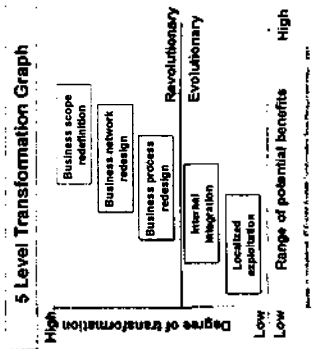 5 Level Transformation Graph
High
Degree of transformation
Low
Business scope
redefinition
Business network
redesign
Business process
redesign
Revolutionary
Evolutionary
Internal
integration
Localized
exploitation
Low
Range of potential benefits
High